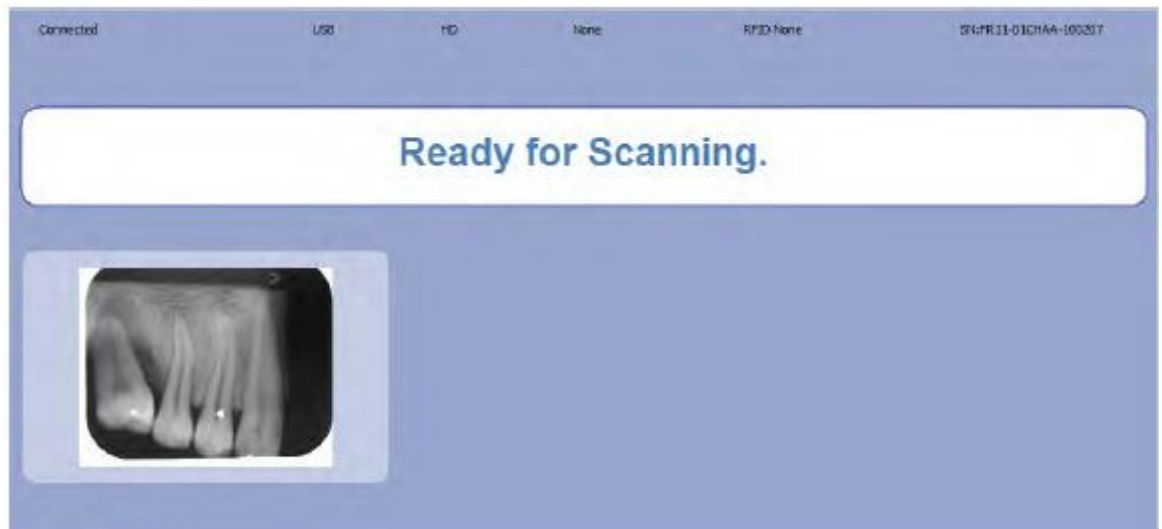 Connected USB HD None RFID None SN:PR11-01CHAA-100207
Ready for Scanning.